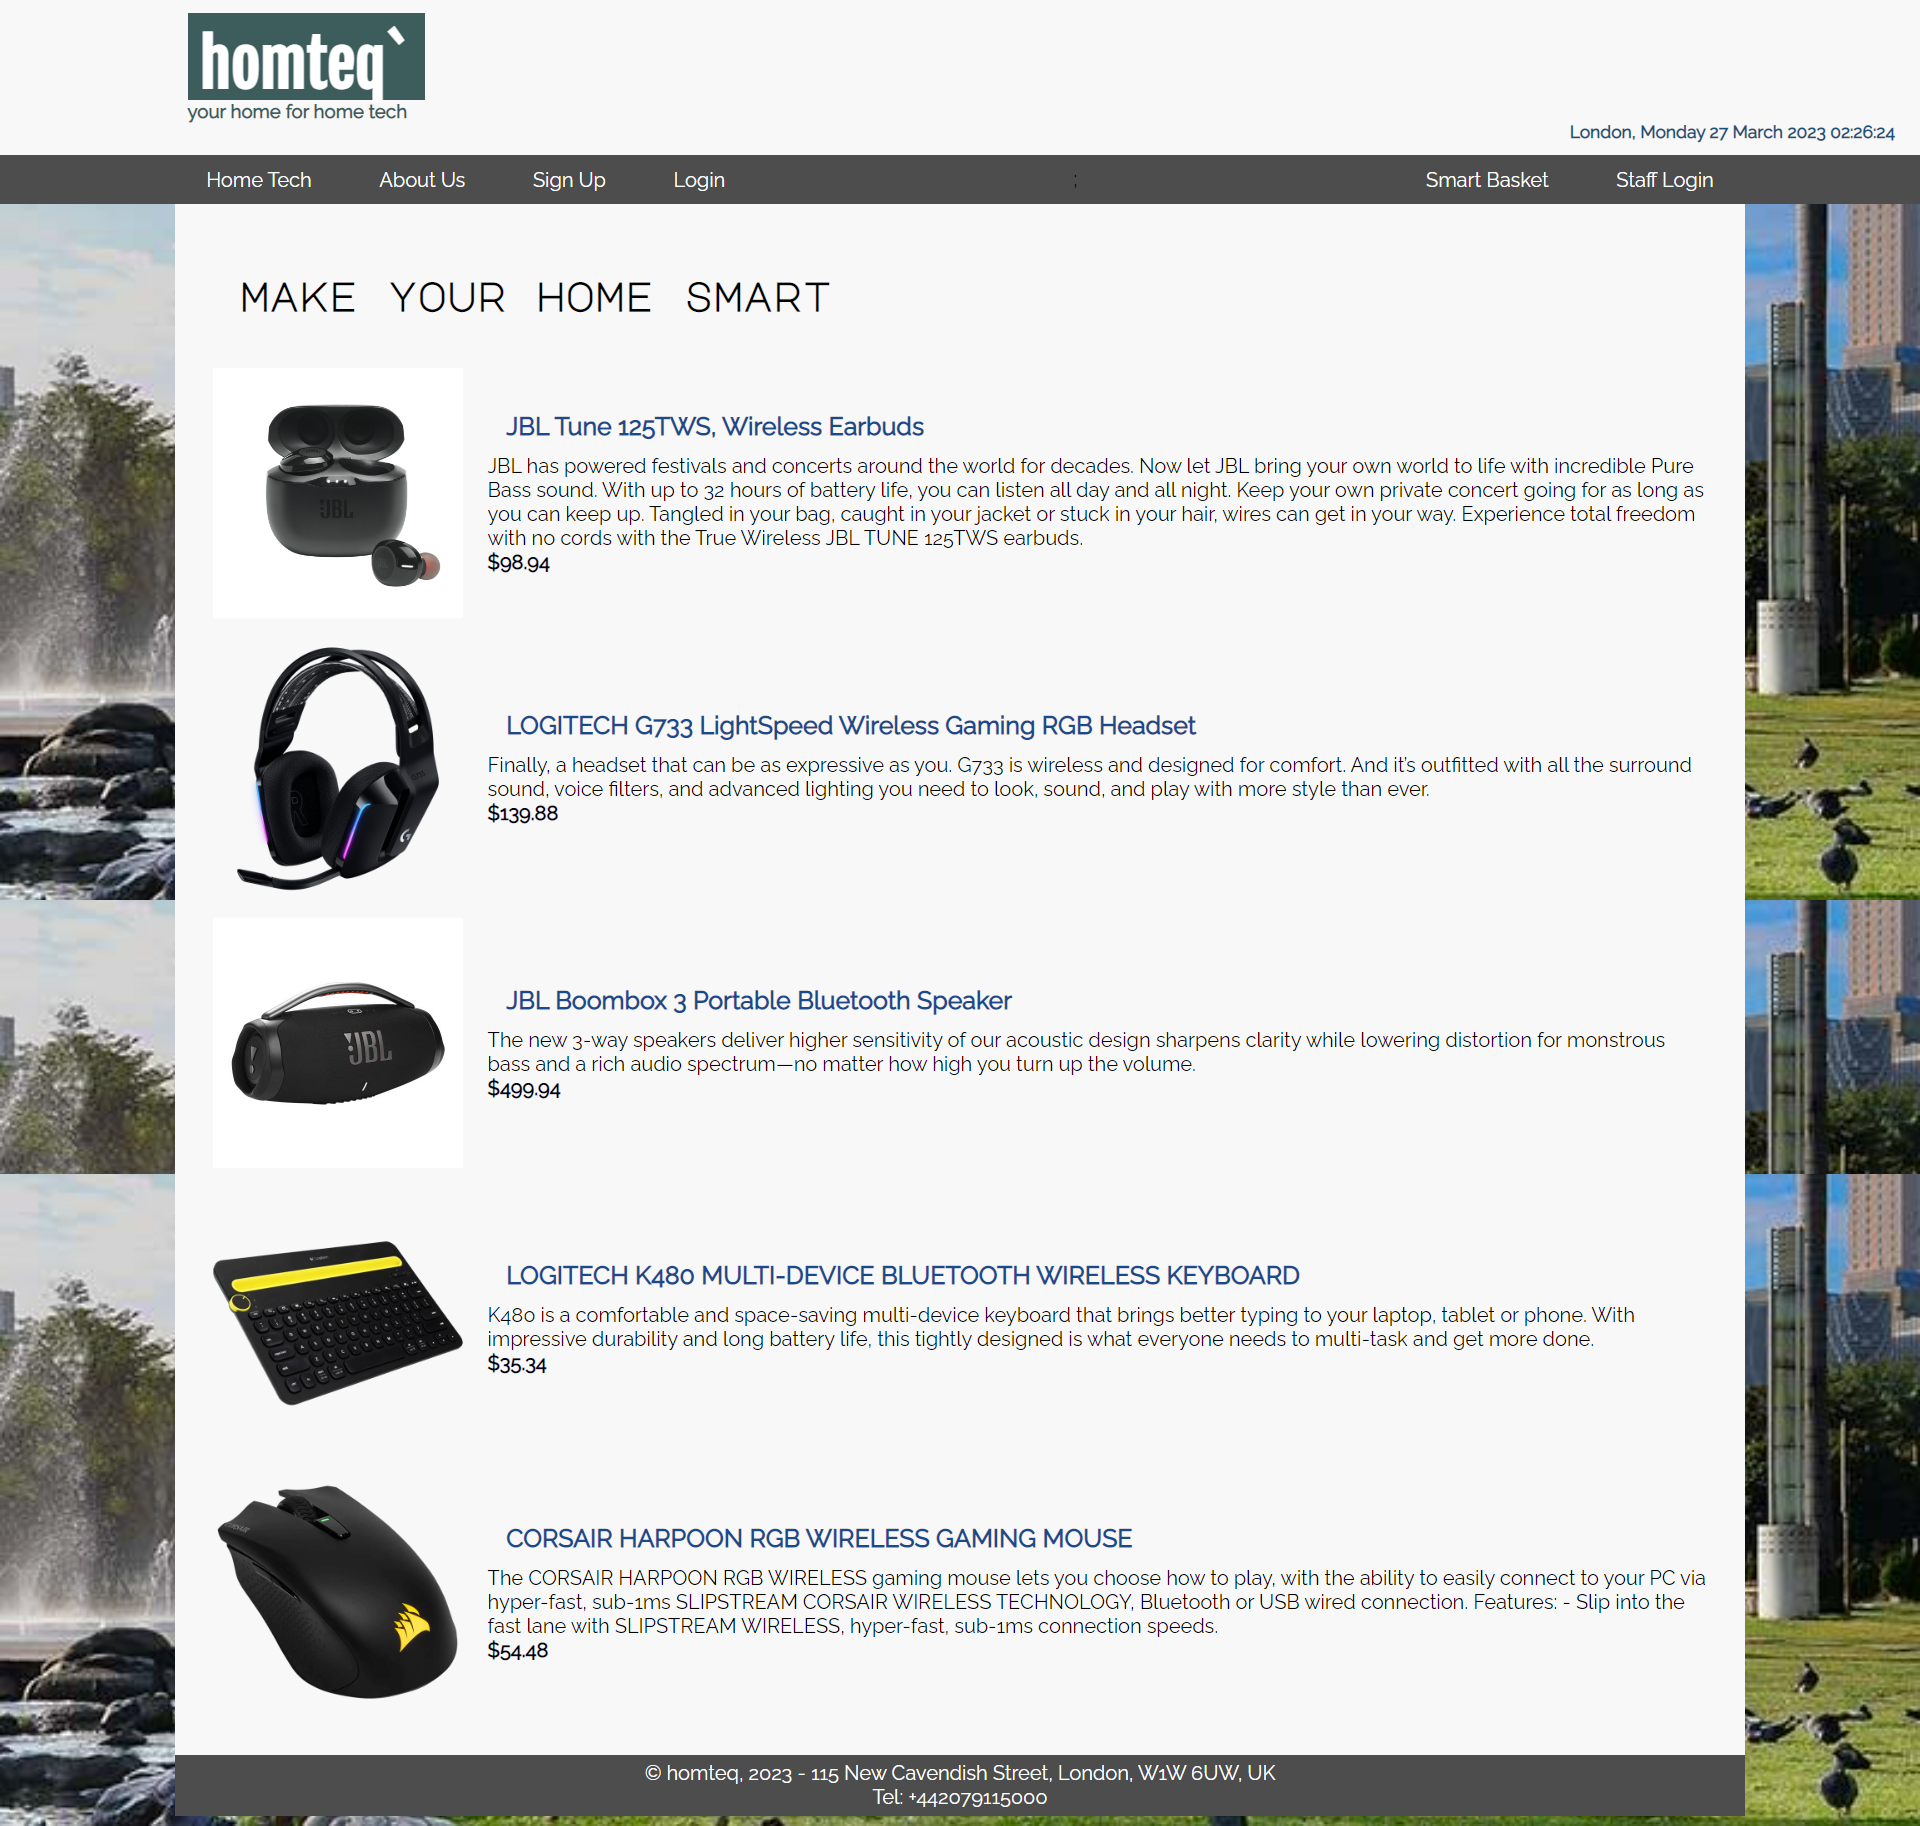 homteq`
your home for home tech
London, Monday 27 March 2023 02:26:24
Home Tech About Us Sign Up Login ; Smart Basket Staff Login
MAKE YOUR HOME SMART
JBL
JBL Tune 125TWS, Wireless Earbuds
JBL has powered festivals and concerts around the world for decades. Now let JBL bring your own world to life with incredible Pure
Bass sound. With up to 32 hours of battery life, you can listen all day and all night. Keep your own private concert going for as long as
you can keep up. Tangled in your bag, caught in your jacket or stuck in your hair, wires can get in your way. Experience total freedom
with no cords with the True Wireless JBL TUNE 125TWS earbuds.
$98.94
R
G
LOGITECH G733 LightSpeed Wireless Gaming RGB Headset
Finally, a headset that can be as expressive as you. G733 is wireless and designed for comfort. And it’s outfitted with all the surround
sound, voice filters, and advanced lighting you need to look, sound, and play with more style than ever.
$139.88
JBL
JBL Boombox 3 Portable Bluetooth Speaker
The new 3-way speakers deliver higher sensitivity of our acoustic design sharpens clarity while lowering distortion for monstrous
bass and a rich audio spectrum—no matter how high you turn up the volume.
$499.94
LOGITECH K480 MULTI-DEVICE BLUETOOTH WIRELESS KEYBOARD
K480 is a comfortable and space-saving multi-device keyboard that brings better typing to your laptop, tablet or phone. With
impressive durability and long battery life, this tightly designed is what everyone needs to multi-task and get more done.
$35.34
CORSAIR HARPOON RGB WIRELESS GAMING MOUSE
The CORSAIR HARPOON RGB WIRELESS gaming mouse lets you choose how to play, with the ability to easily connect to your PC via
hyper-fast, sub-1ms SLIPSTREAM CORSAIR WIRELESS TECHNOLOGY, Bluetooth or USB wired connection. Features: - Slip into the
fast lane with SLIPSTREAM WIRELESS, hyper-fast, sub-1ms connection speeds.
$54.48
© homteq, 2023 - 115 New Cavendish Street, London, W1W 6UW, UK
Tel: +442079115000